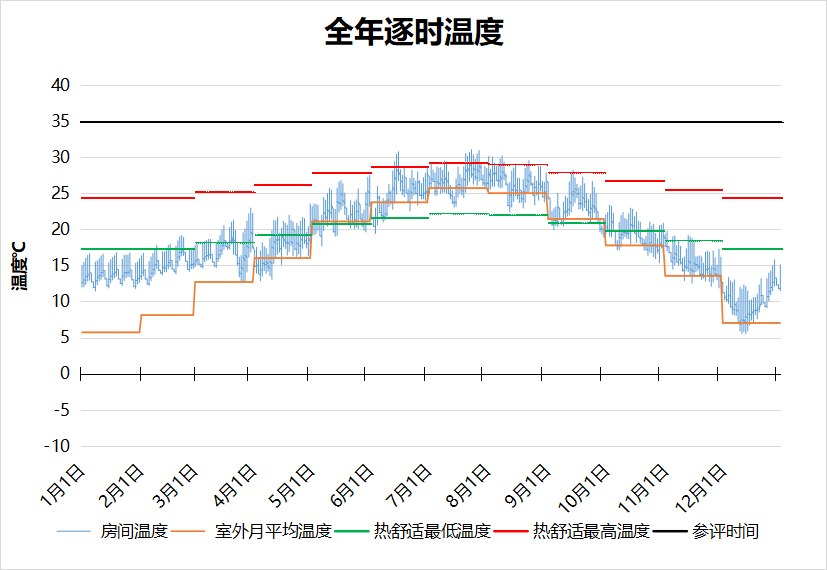 全年逐时温度
温度℃
40
35
30
25
20
15
10
5
0
-5
-10
1月1日
2月1日
3月1日
4月1日
5月1日
6月1日
7月1日
8月1日
9月1日
10月1日
11月1日
12月1日
房间温度 室外月平均温度 热舒适最低温度 热舒适最高温度 参评时间